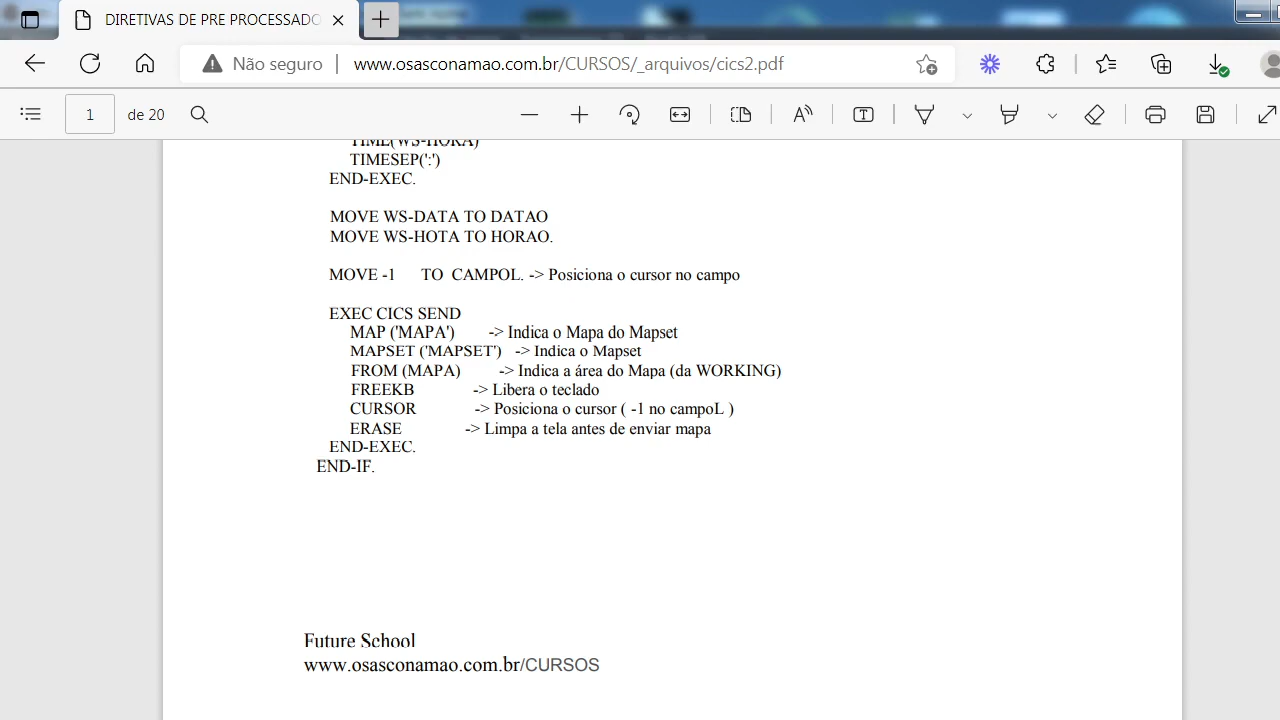 DIRETIVAS DE PRE PROCESSADO
Não seguro
www.osasconamao.com.br/CURSOS/_arquivos/cics2.pdf
1 de 20
TIME(WS-HORA)
TIMESEP(':')
END-EXEC.
MOVE WS-DATA TO DATAO
MOVE WS-HOTA TO HORAO.
MOVE -1 TO CAMPOL. -> Posiciona o cursor no campo
EXEC CICS SEND
MAP ('MAPA') -> Indica o Mapa do Mapset
MAPSET ('MAPSET') -> Indica o Mapset
FROM (MAPA) -> Indica a área do Mapa (da WORKING)
FREEKB -> Libera o teclado
CURSOR -> Posiciona o cursor ( -1 no campoL )
ERASE -> Limpa a tela antes de enviar mapa
END-EXEC.
END-IF.
Future School
www.osasconamao.com.br/CURSOS